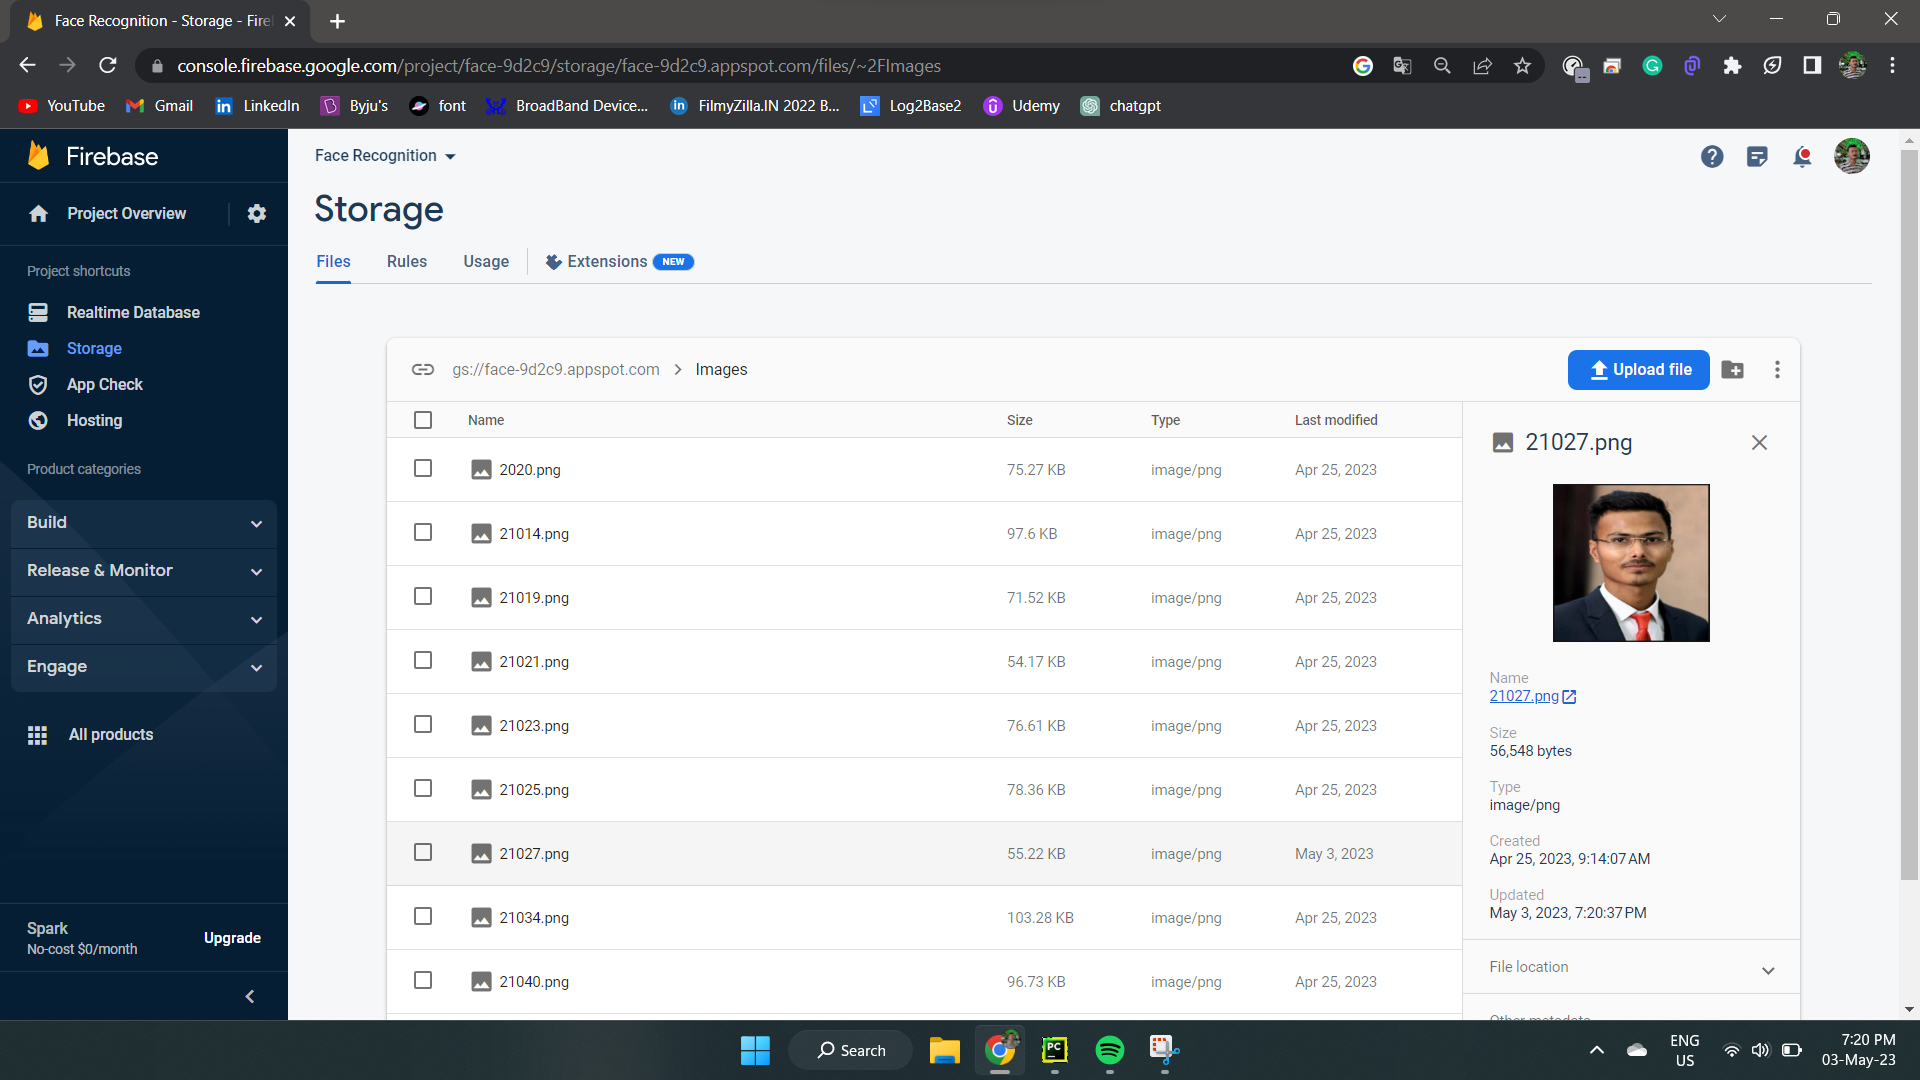 Face Recognition - Storage - Fire
console.firebase.google.com/project/face-9d2c9/storage/face-9d2c9.appspot.com/files/~2FImages
YouTube
Gmail
LinkedIn
Byju's
font
BroadBand Device...
FilmyZilla.IN 2022 B...
Log2Base2
Udemy
chatgpt
Firebase
Project Overview
Project shortcuts
Realtime Database
Storage
App Check
Hosting
Product categories
Build
Release & Monitor
Analytics
Engage
All products
Spark
No-cost $0/month
Upgrade
Face Recognition
Storage
Files Rules Usage Extensions NEW
gs://face-9d2c9.appspot.com > Images
Upload file
Name Size Type Last modified
2020.png 75.27 KB image/png Apr 25, 2023
21014.png 97.6 KB image/png Apr 25, 2023
21019.png 71.52 KB image/png Apr 25, 2023
21021.png 54.17 KB image/png Apr 25, 2023
21023.png 76.61 KB image/png Apr 25, 2023
21025.png 78.36 KB image/png Apr 25, 2023
21027.png 55.22 KB image/png May 3, 2023
21034.png 103.28 KB image/png Apr 25, 2023
21040.png 96.73 KB image/png Apr 25, 2023
21027.png
Name
21027.png
Size
56,548 bytes
Type
image/png
Created
Apr 25, 2023, 9:14:07 AM
Updated
May 3, 2023, 7:20:37 PM
File location
Other metadata
Search
PC
ENG
US
7:20 PM
03-May-23